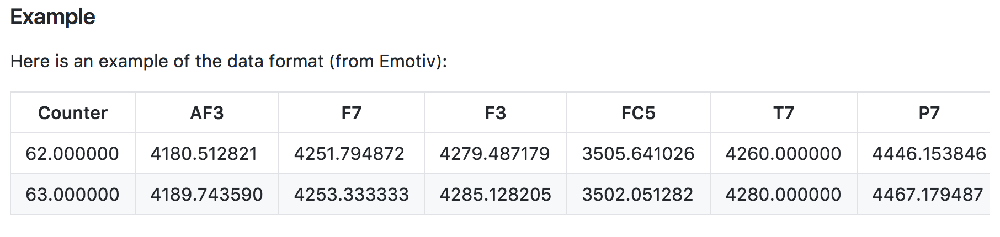 Example
Here is an example of the data format (from Emotiv):
Counter AF3 F7 F3 FC5 T7 P7
62.000000 4180.512821 4251.794872 4279.487179 3505.641026 4260.000000 4446.153846
63.000000 4189.743590 4253.333333 4285.128205 3502.051282 4280.000000 4467.179487